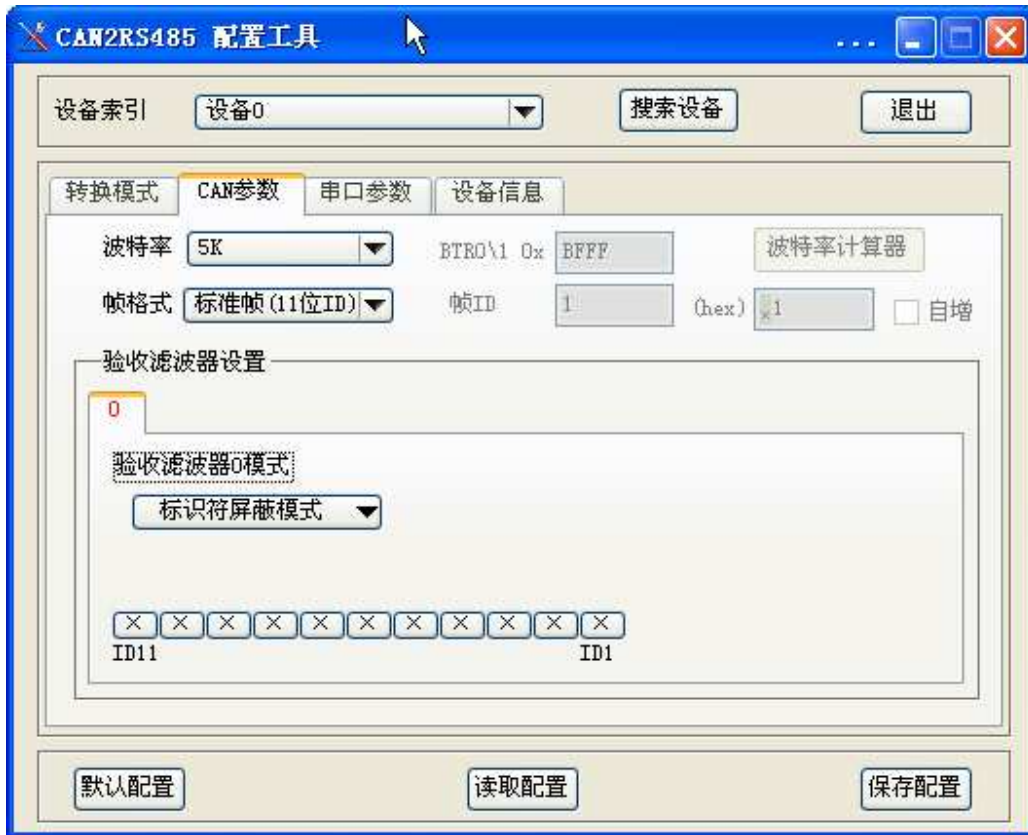 CAN2RS485 配置工具 ...
设备索引 设备0 搜索设备 退出
转换模式 CAN参数 串口参数 设备信息
波特率 5K BTR0\1 0x BFFF 波特率计算器
帧格式 标准帧(11位ID) 帧ID 1 (hex) 1 自增
验收滤波器设置
0
验收滤波器0模式
标识符屏蔽模式
× × × × × × × × × × ×
ID11 ID1
默认配置 读取配置 保存配置